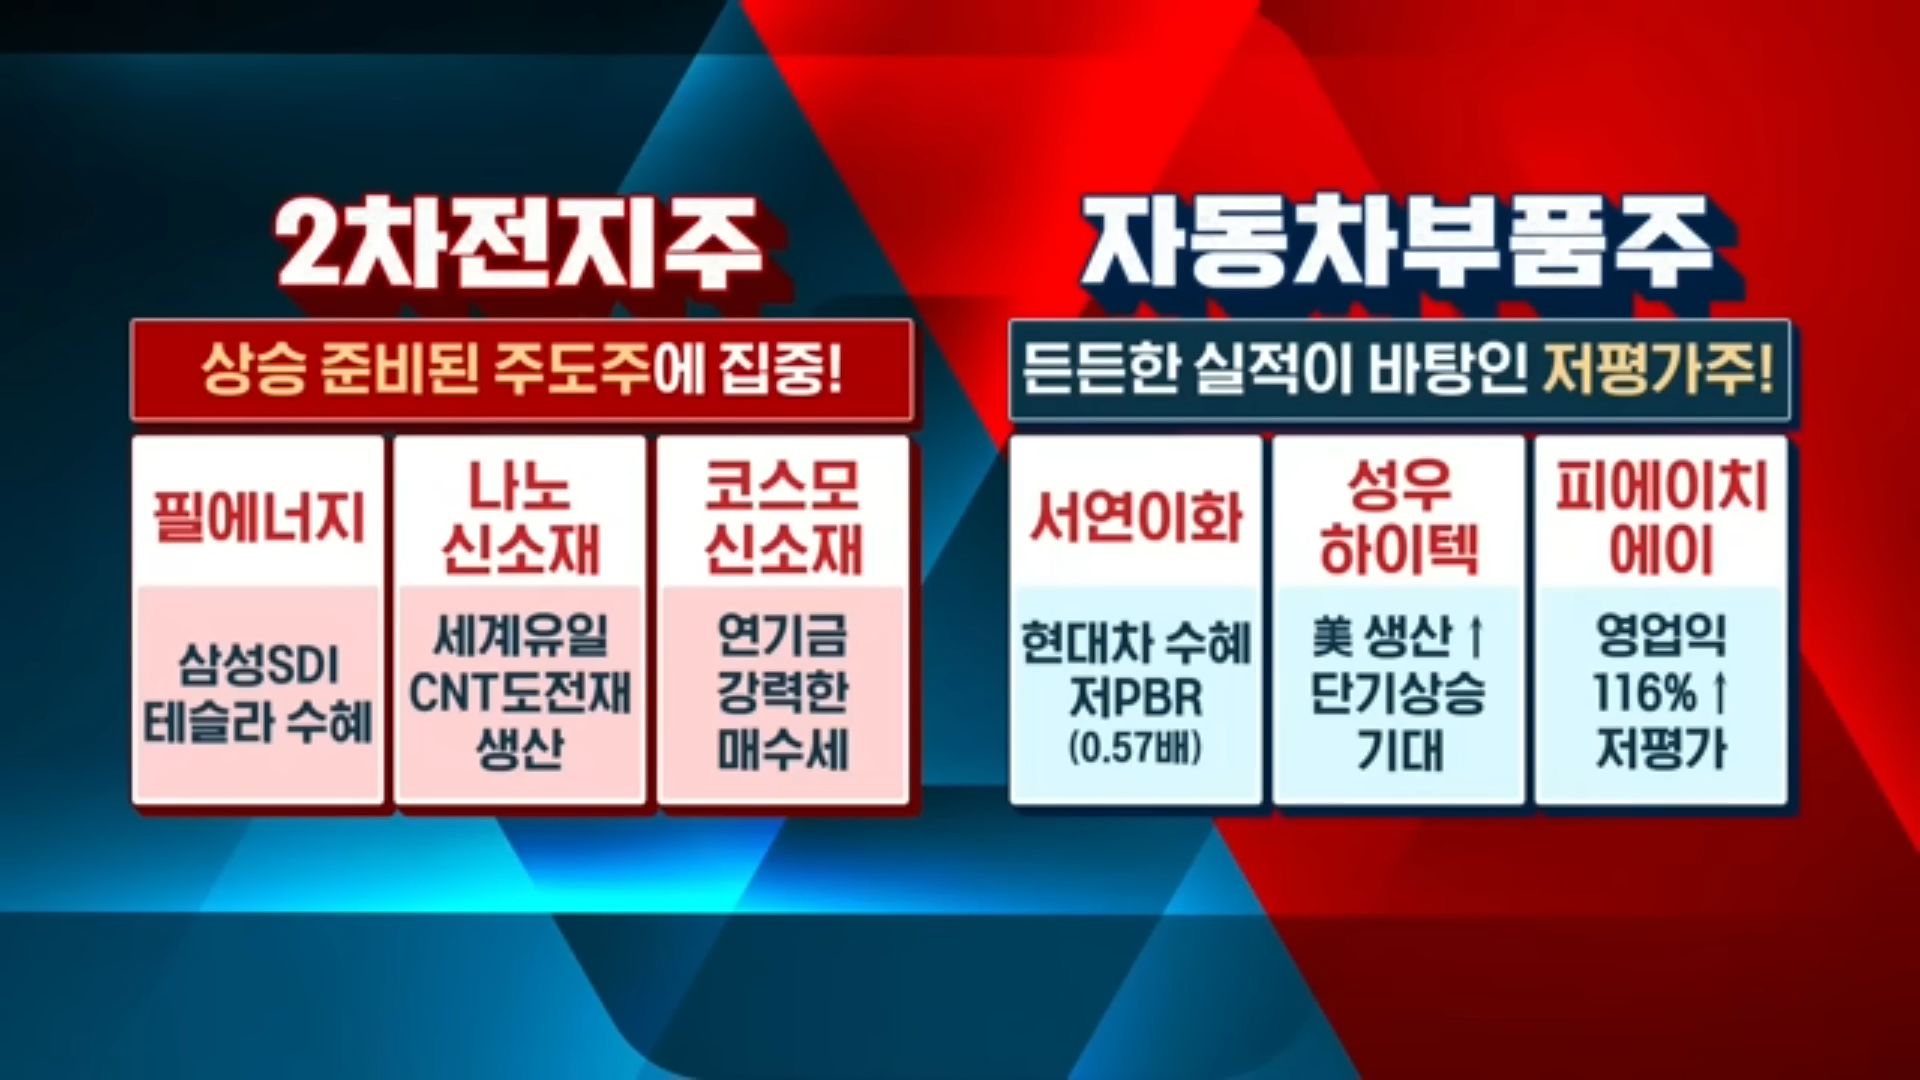 2차전지주
상승 준비된 주도주에 집중!
필에너지
삼성SDI
테슬라 수혜
나노
신소재
세계유일
CNT도전재
생산
코스모
신소재
연기금
강력한
매수세
자동차부품주
든든한 실적이 바탕인 저평가주!
서연이화
현대차 수혜
저PBR
(0.57배)
성우
하이텍
美 생산↑
단기상승
기대
피에이치
에이
영업익
116%↑
저평가